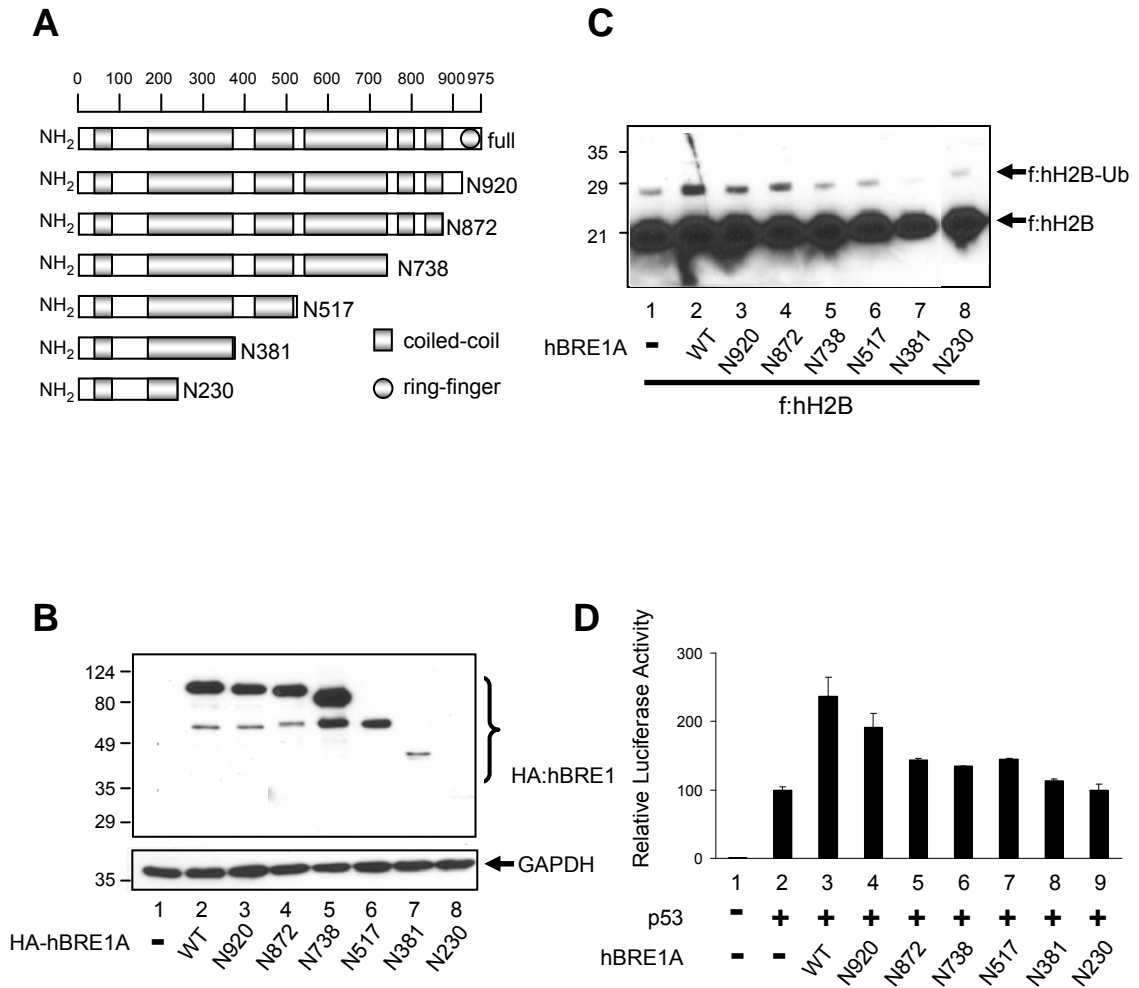 A
0 100 200 300 400 500 600 700 800 900 975
NH2 full
NH2 N920
NH2 N872
NH2 N738
NH2 N517
NH2 N381
NH2 N230
coiled-coil
ring-finger
C
35
29
21
f:hH2B-Ub
f:hH2B
1 2 3 4 5 6 7 8
hBRE1A - WT N920 N872 N738 N517 N381 N230
f:hH2B
B
124
80
49
35
29
HA:hBRE1
35
GAPDH
1 2 3 4 5 6 7 8
HA-hBRE1A - WT N920 N872 N738 N517 N381 N230
D
Relative Luciferase Activity
300
200
100
0
1 2 3 4 5 6 7 8 9
p53 - + + + + + + + +
hBRE1A - - WT N920 N872 N738 N517 N381 N230